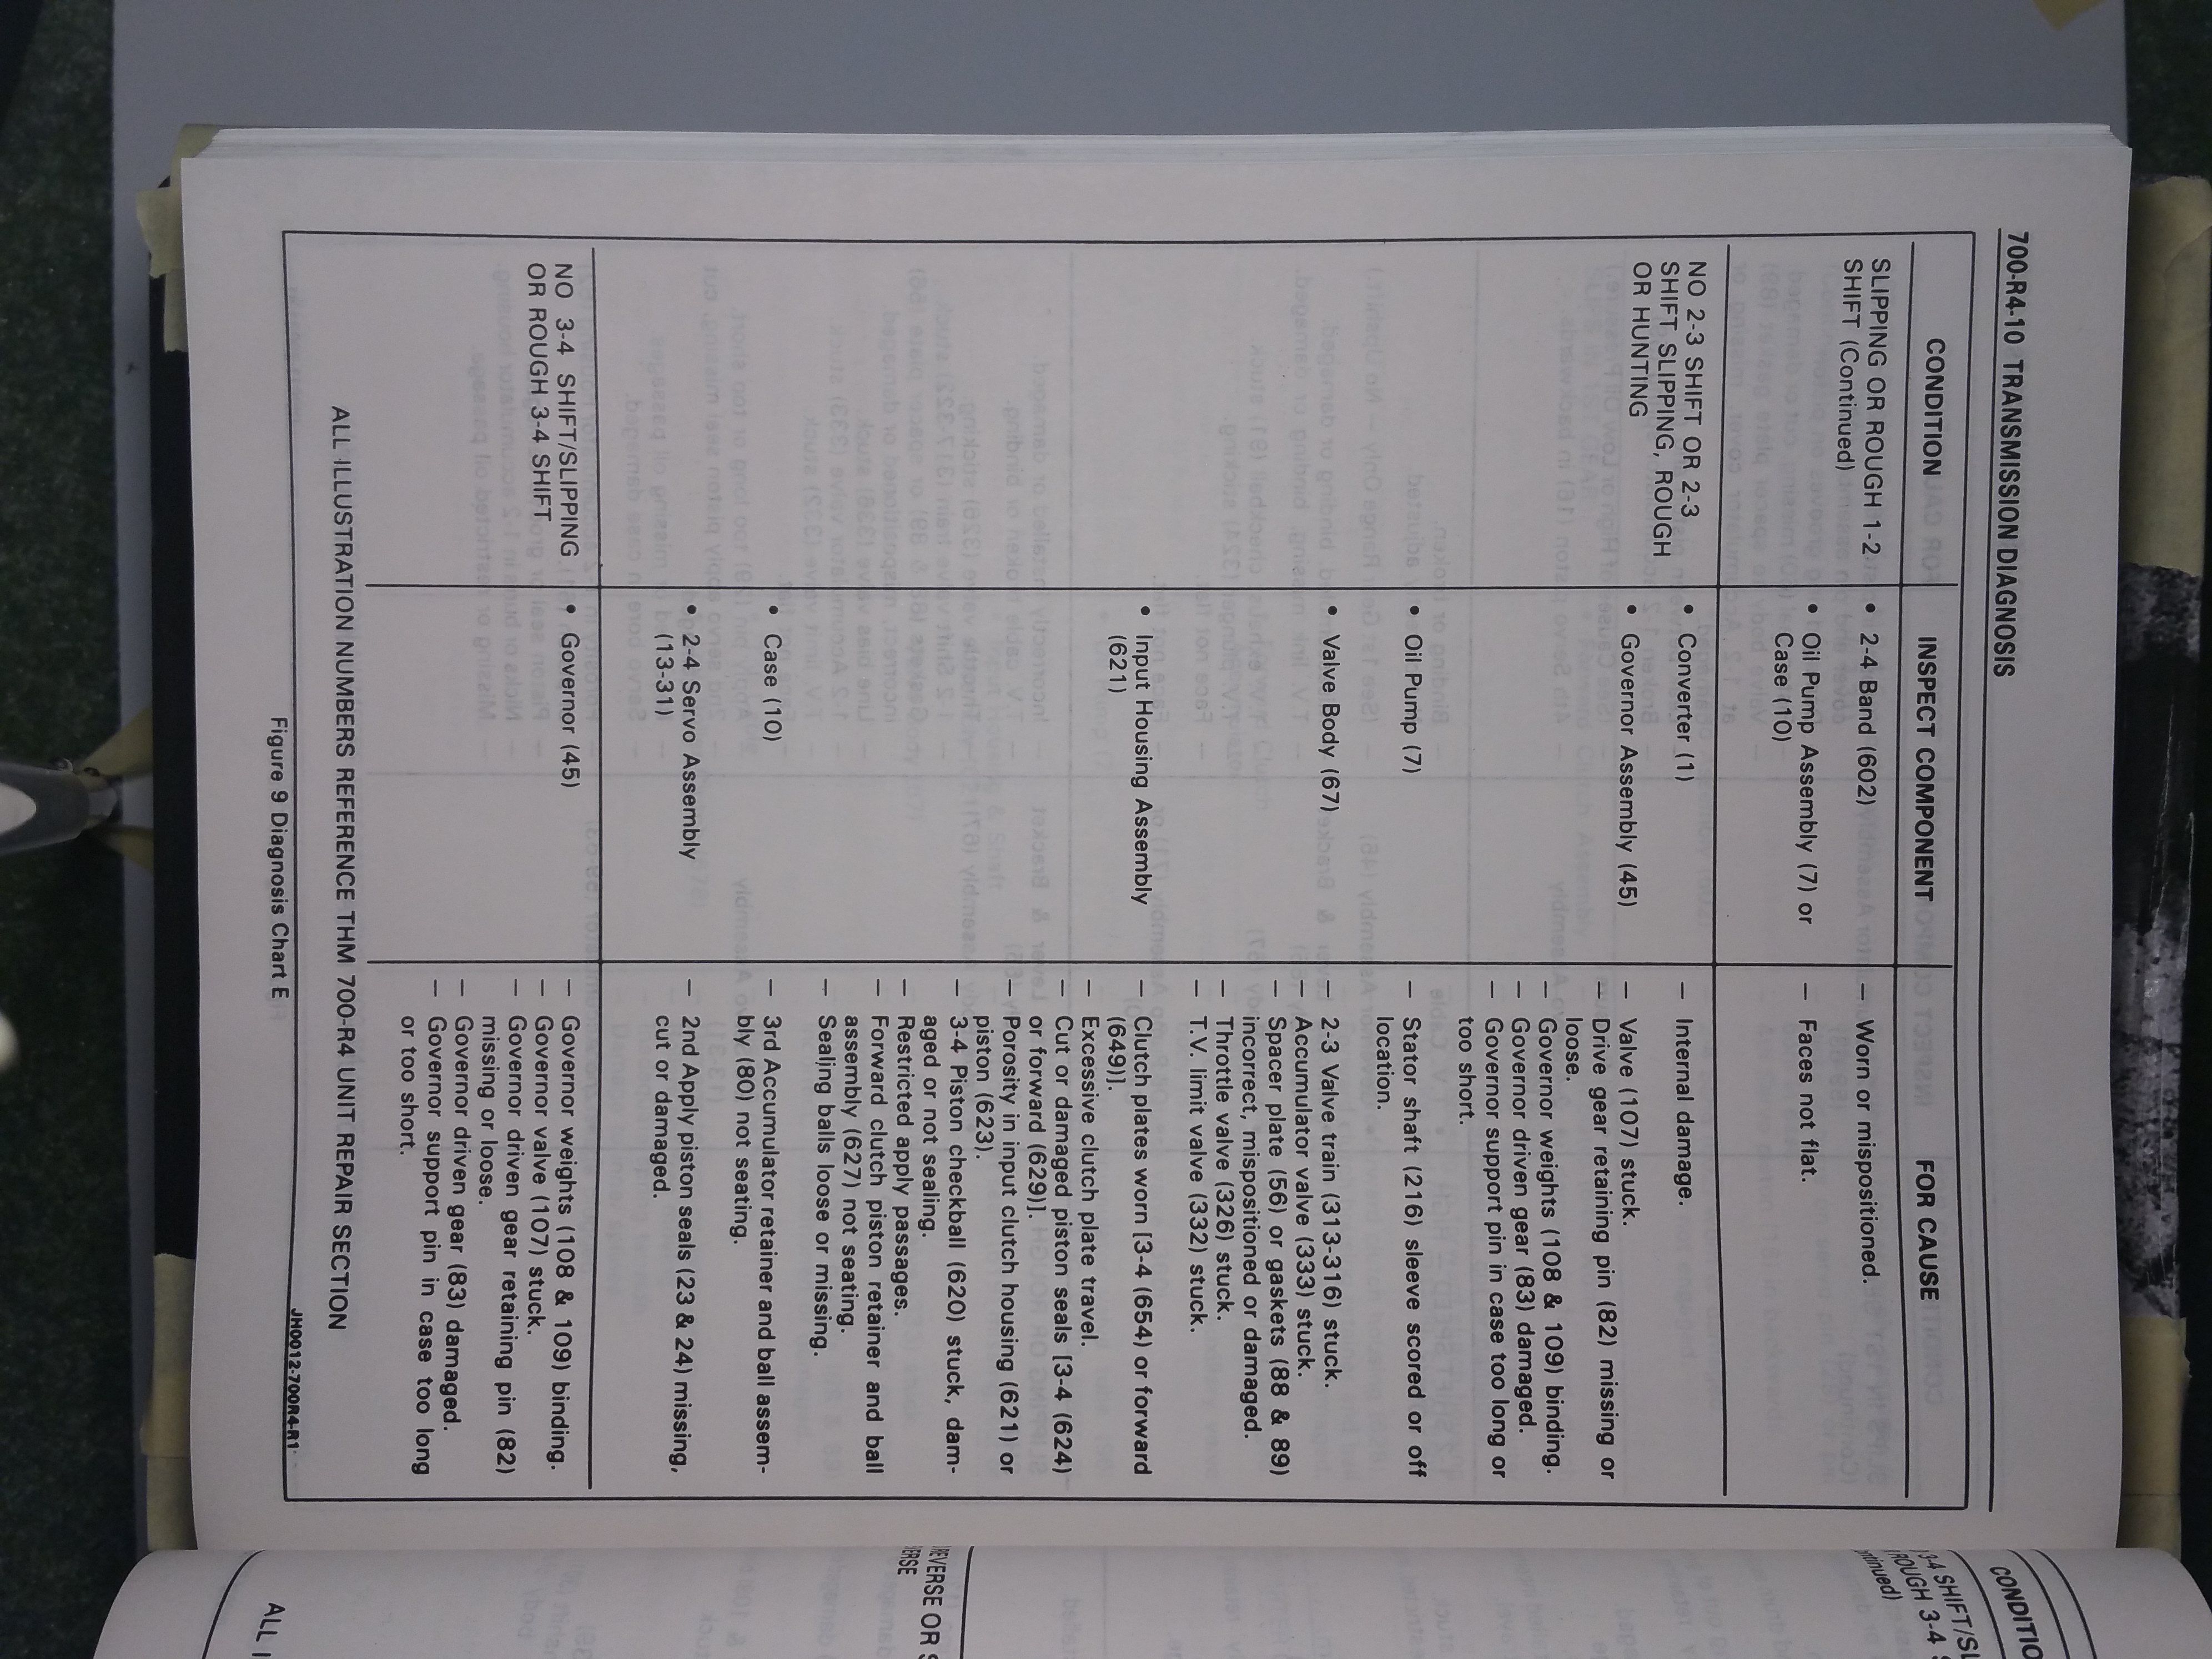 700-R4-10 TRANSMISSION DIAGNOSIS
CONDITION INSPECT COMPONENT FOR CAUSE
SLIPPING OR ROUGH 1-2
SHIFT (Continued)
• 2-4 Band (602)
— Worn or mispositioned.
• Oil Pump Assembly (7) or
Case (10)
— Faces not flat.
NO 2-3 SHIFT OR 2-3
SHIFT SLIPPING, ROUGH
OR HUNTING
• Converter (1)
— Internal damage.
• Governor Assembly (45)
— Valve (107) stuck.
— Drive gear retaining pin (82) missing or
loose.
— Governor weights (108 & 109) binding.
— Governor driven gear (83) damaged.
— Governor support pin in case too long or
too short.
• Oil Pump (7)
— Stator shaft (216) sleeve scored or off
location.
• Valve Body (67)
— 2-3 Valve train (313-316) stuck.
— Accumulator valve (333) stuck.
— Spacer plate (56) or gaskets (88 & 89)
incorrect, mispositioned or damaged.
— Throttle valve (326) stuck.
— T.V. limit valve (332) stuck.
• Input Housing Assembly
(621)
— Clutch plates worn [3-4 (654) or forward
(649)].
— Excessive clutch plate travel.
— Cut or damaged piston seals [3-4 (624)
or forward (629)].
— Porosity in input clutch housing (621) or
piston (623).
— 3-4 Piston checkball (620) stuck, dam-
aged or not sealing.
— Restricted apply passages.
— Forward clutch piston retainer and ball
assembly (627) not seating.
— Sealing balls loose or missing.
• Case (10)
— 3rd Accumulator retainer and ball assem-
bly (80) not seating.
• 2-4 Servo Assembly
(13-31)
— 2nd Apply piston seals (23 & 24) missing,
cut or damaged.
NO 3-4 SHIFT/SLIPPING
OR ROUGH 3-4 SHIFT
• Governor (45)
— Governor weights (108 & 109) binding.
— Governor valve (107) stuck.
— Governor driven gear retaining pin (82)
missing or loose.
— Governor driven gear (83) damaged.
— Governor support pin in case too long
or too short.
ALL ILLUSTRATION NUMBERS REFERENCE THM 700-R4 UNIT REPAIR SECTION
JH0012-700R4-R1
Figure 9 Diagnosis Chart E
CONDITIO
3-4 SHIFT/SL
ROUGH 3-4 S
REVERSE OR S
ERSE
ALL I